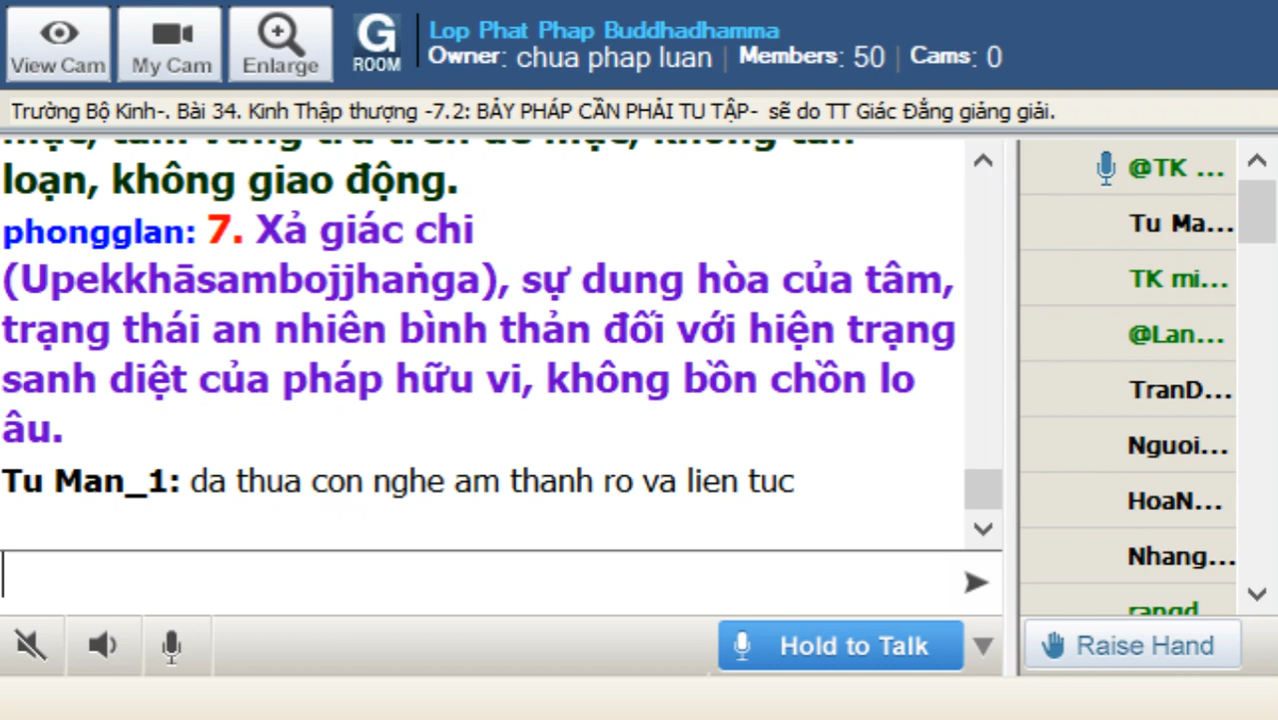 View Cam
My Cam
Enlarge
G
ROOM
Lop Phat Phap Buddhadhamma
Owner: chua phap luan | Members: 50 | Cams: 0
Trường Bộ Kinh-. Bài 34. Kinh Thập thượng -7.2: BẢY PHÁP CẦN PHẢI TU TẬP- sẽ do TT Giác Đẳng giảng giải.
loạn, không giao động.
phongglan: 7. Xả giác chi
(Upekkhāsambojjhaṅga), sự dung hòa của tâm,
trạng thái an nhiên bình thản đối với hiện trạng
sanh diệt của pháp hữu vi, không bồn chồn lo
âu.
Tu Man_1: da thua con nghe am thanh ro va lien tuc
@TK ...
Tu Ma...
TK mi...
@Lan...
TranD...
Nguoi...
HoaN...
Nhang...
Hold to Talk
Raise Hand